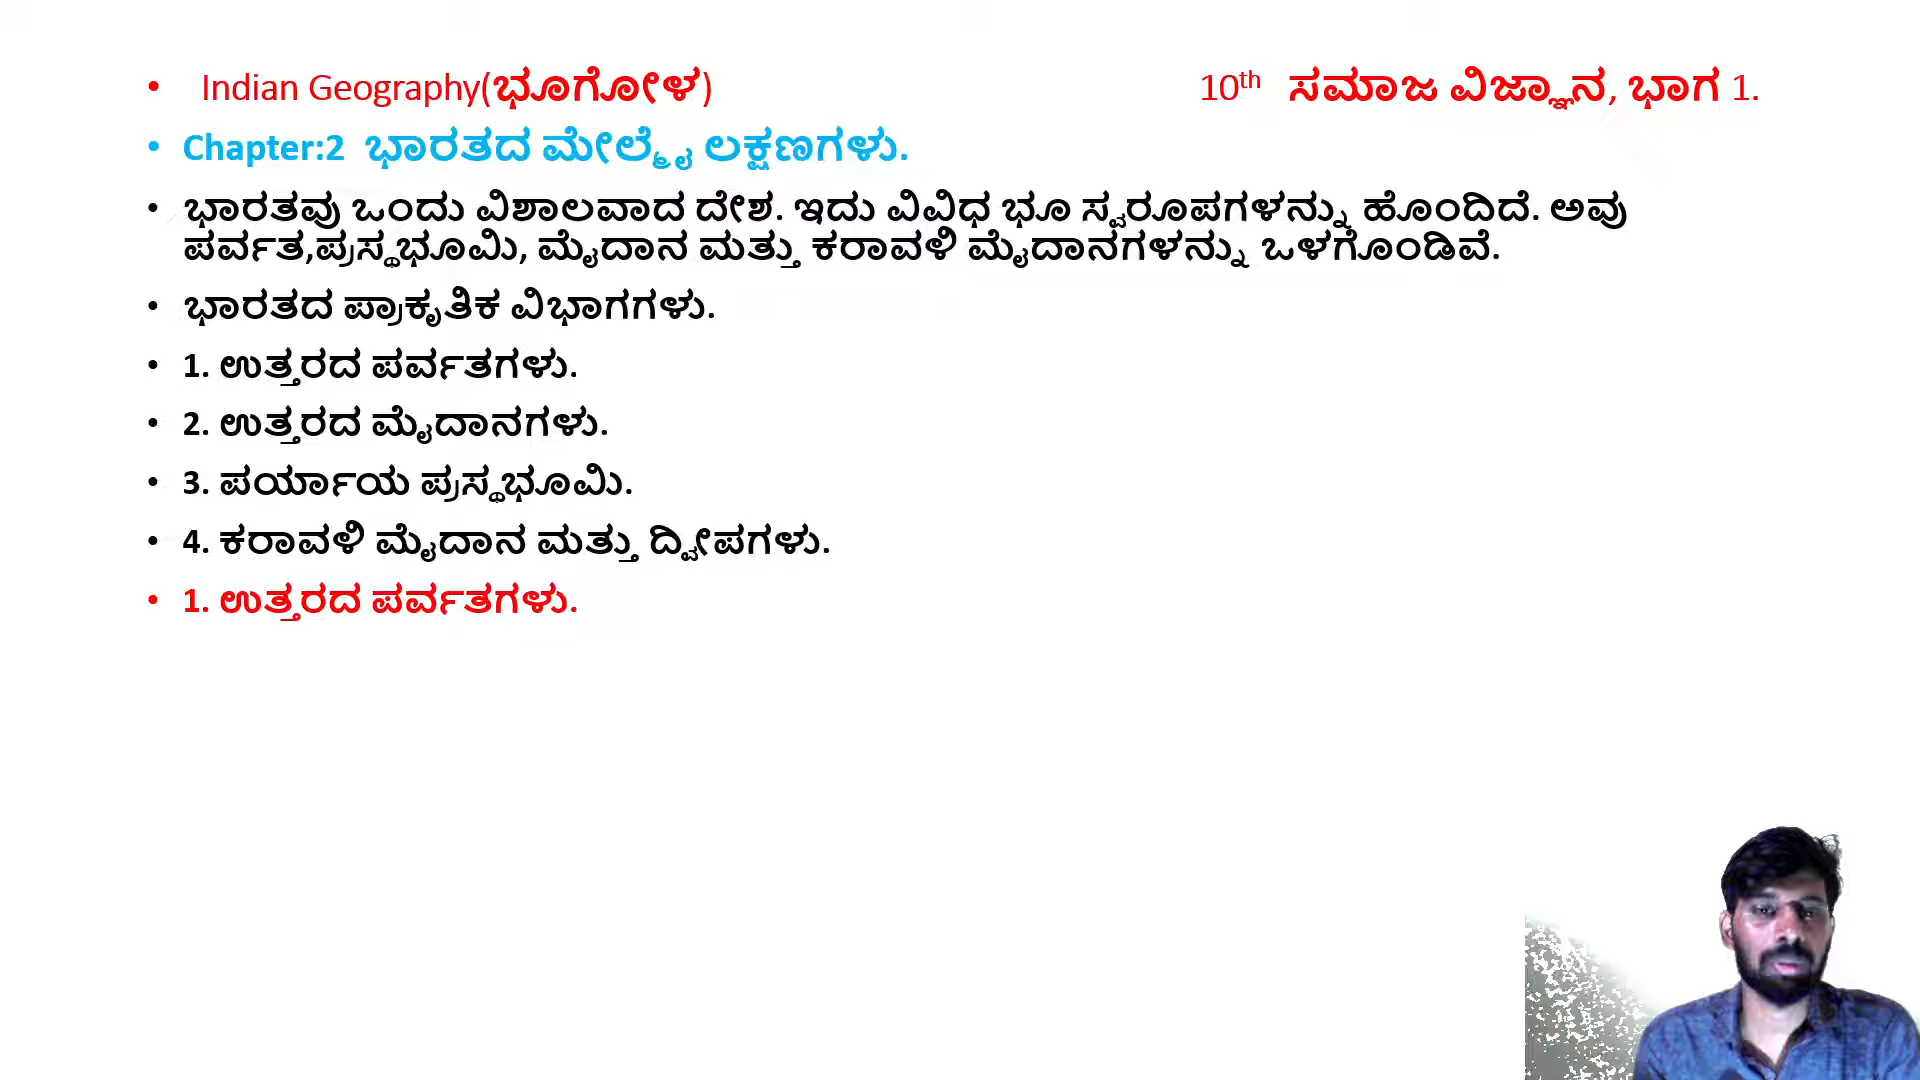 • Indian Geography(ಭೂಗೋಳ) 10th ಸಮಾಜ ವಿಜ್ಞಾನ, ಭಾಗ 1.
• Chapter:2 ಭಾರತದ ಮೇಲ್ಮೈ ಲಕ್ಷಣಗಳು.
• ಭಾರತವು ಒಂದು ವಿಶಾಲವಾದ ದೇಶ. ಇದು ವಿವಿಧ ಭೂ ಸ್ವರೂಪಗಳನ್ನು ಹೊಂದಿದೆ. ಅವು
ಪರ್ವತ,ಪ್ರಸ್ಥಭೂಮಿ, ಮೈದಾನ ಮತ್ತು ಕರಾವಳಿ ಮೈದಾನಗಳನ್ನು ಒಳಗೊಂಡಿವೆ.
• ಭಾರತದ ಪ್ರಾಕೃತಿಕ ವಿಭಾಗಗಳು.
• 1. ಉತ್ತರದ ಪರ್ವತಗಳು.
• 2. ಉತ್ತರದ ಮೈದಾನಗಳು.
• 3. ಪರ್ಯಾಯ ಪ್ರಸ್ಥಭೂಮಿ.
• 4. ಕರಾವಳಿ ಮೈದಾನ ಮತ್ತು ದ್ವೀಪಗಳು.
• 1. ಉತ್ತರದ ಪರ್ವತಗಳು.